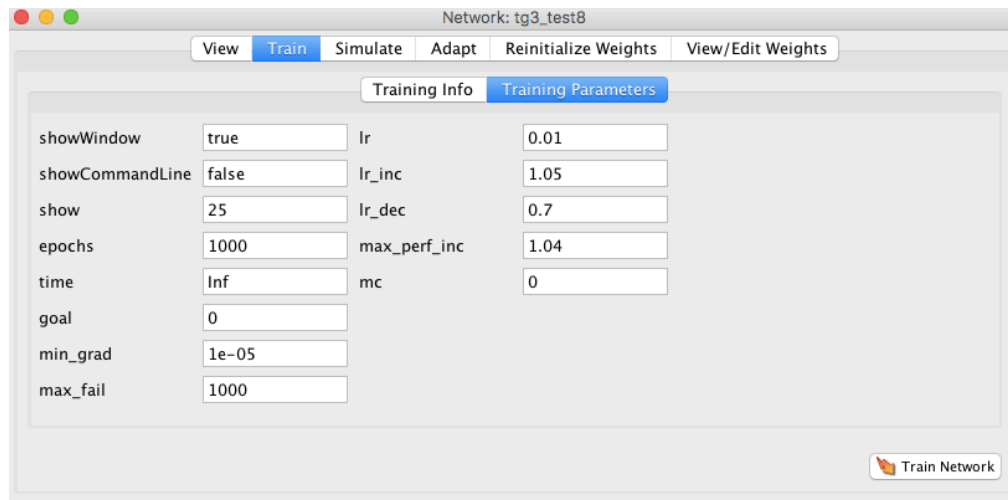 Network: tg3_test8
View Train Simulate Adapt Reinitialize Weights View/Edit Weights
Training Info Training Parameters
showWindow true lr 0.01
showCommandLine false lr_inc 1.05
show 25 lr_dec 0.7
epochs 1000 max_perf_inc 1.04
time Inf mc 0
goal 0
min_grad 1e-05
max_fail 1000
Train Network